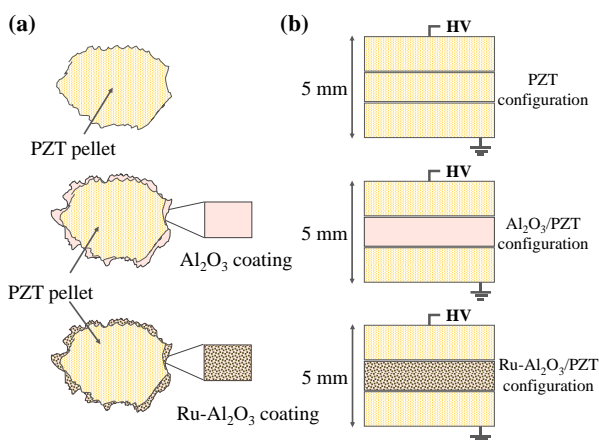 (a)
PZT pellet
Al₂O₃ coating
PZT pellet
Ru-Al₂O₃ coating
(b)
HV
5 mm
PZT
configuration
HV
5 mm
Al₂O₃/PZT
configuration
HV
5 mm
Ru-Al₂O₃/PZT
configuration